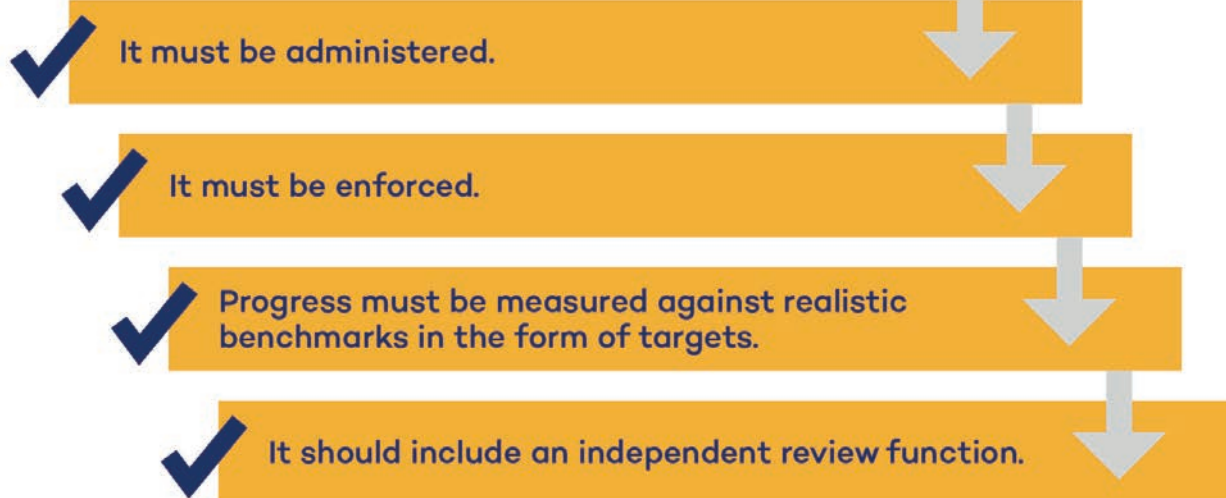 It must be administered.
It must be enforced.
Progress must be measured against realistic
benchmarks in the form of targets.
It should include an independent review function.